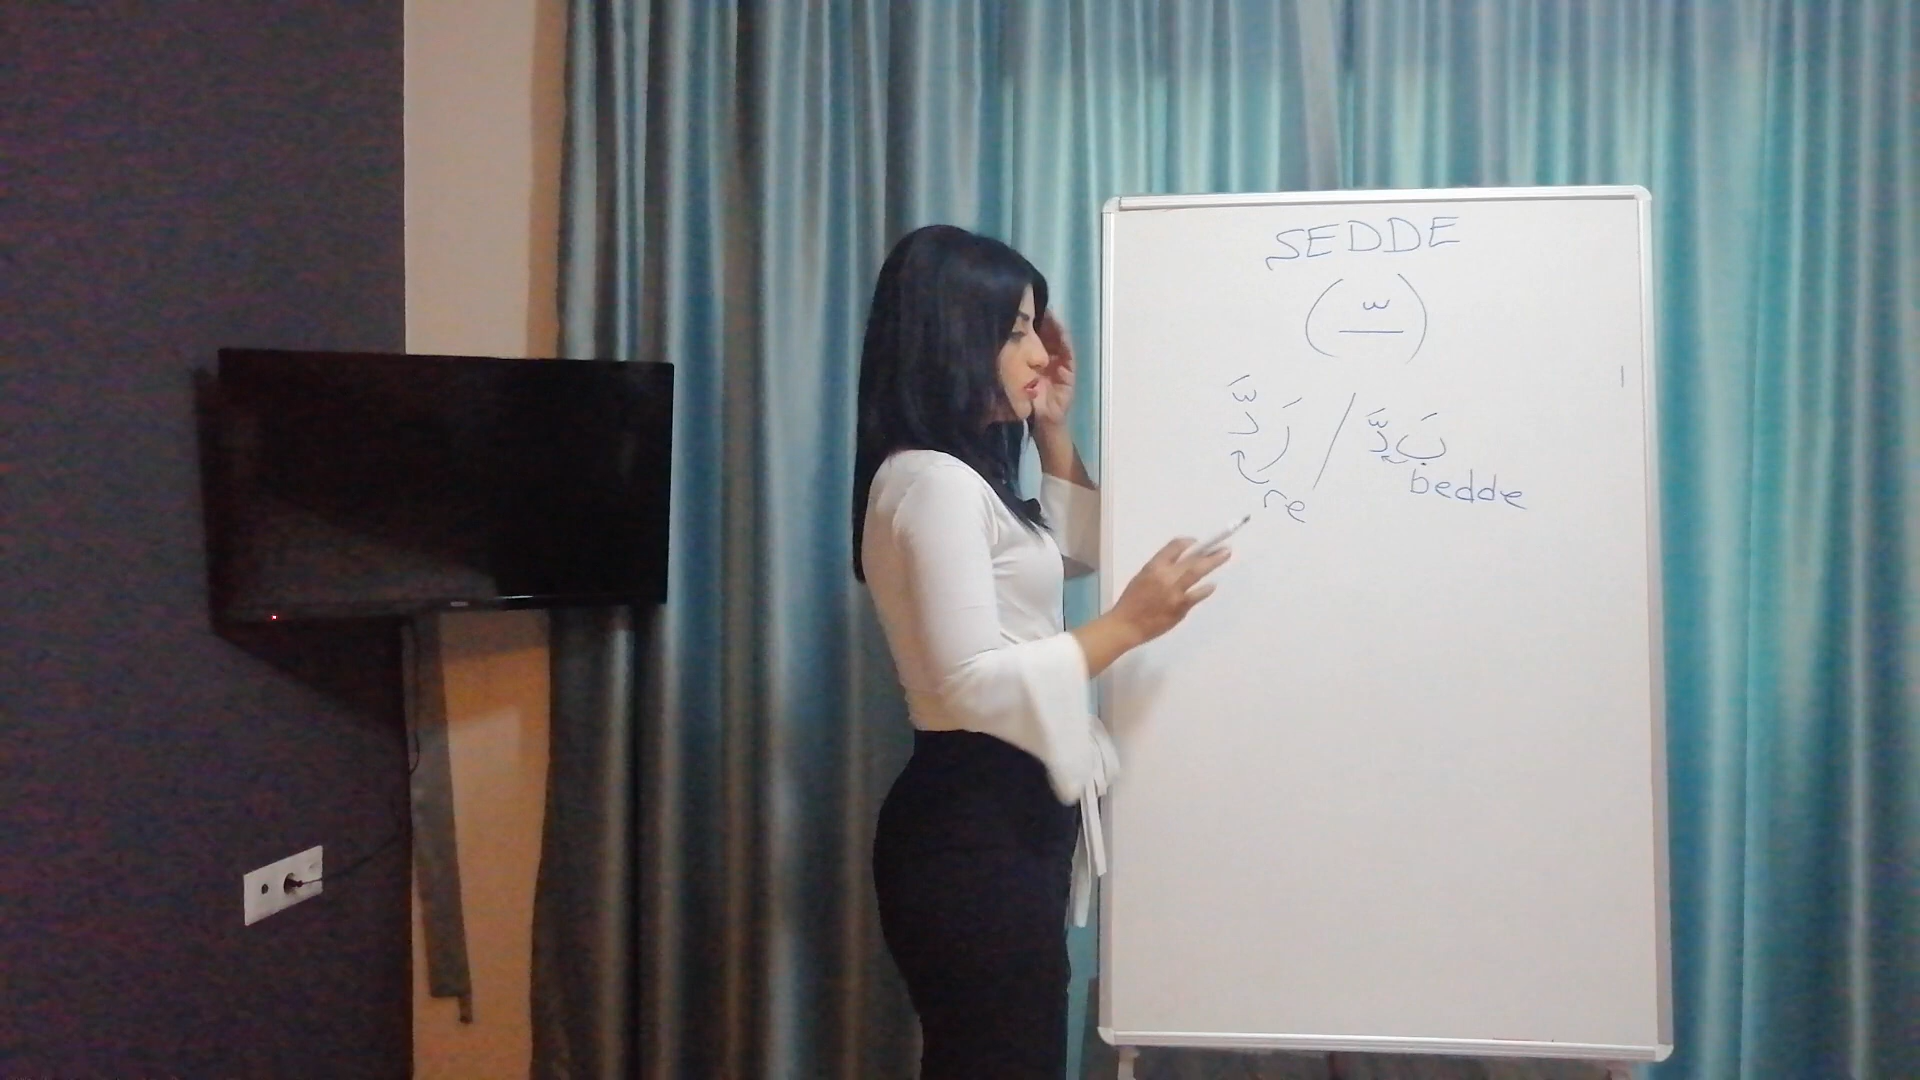 SEDDE
( ّ )
بَ دَّ / رَ دَّ
bedde
re